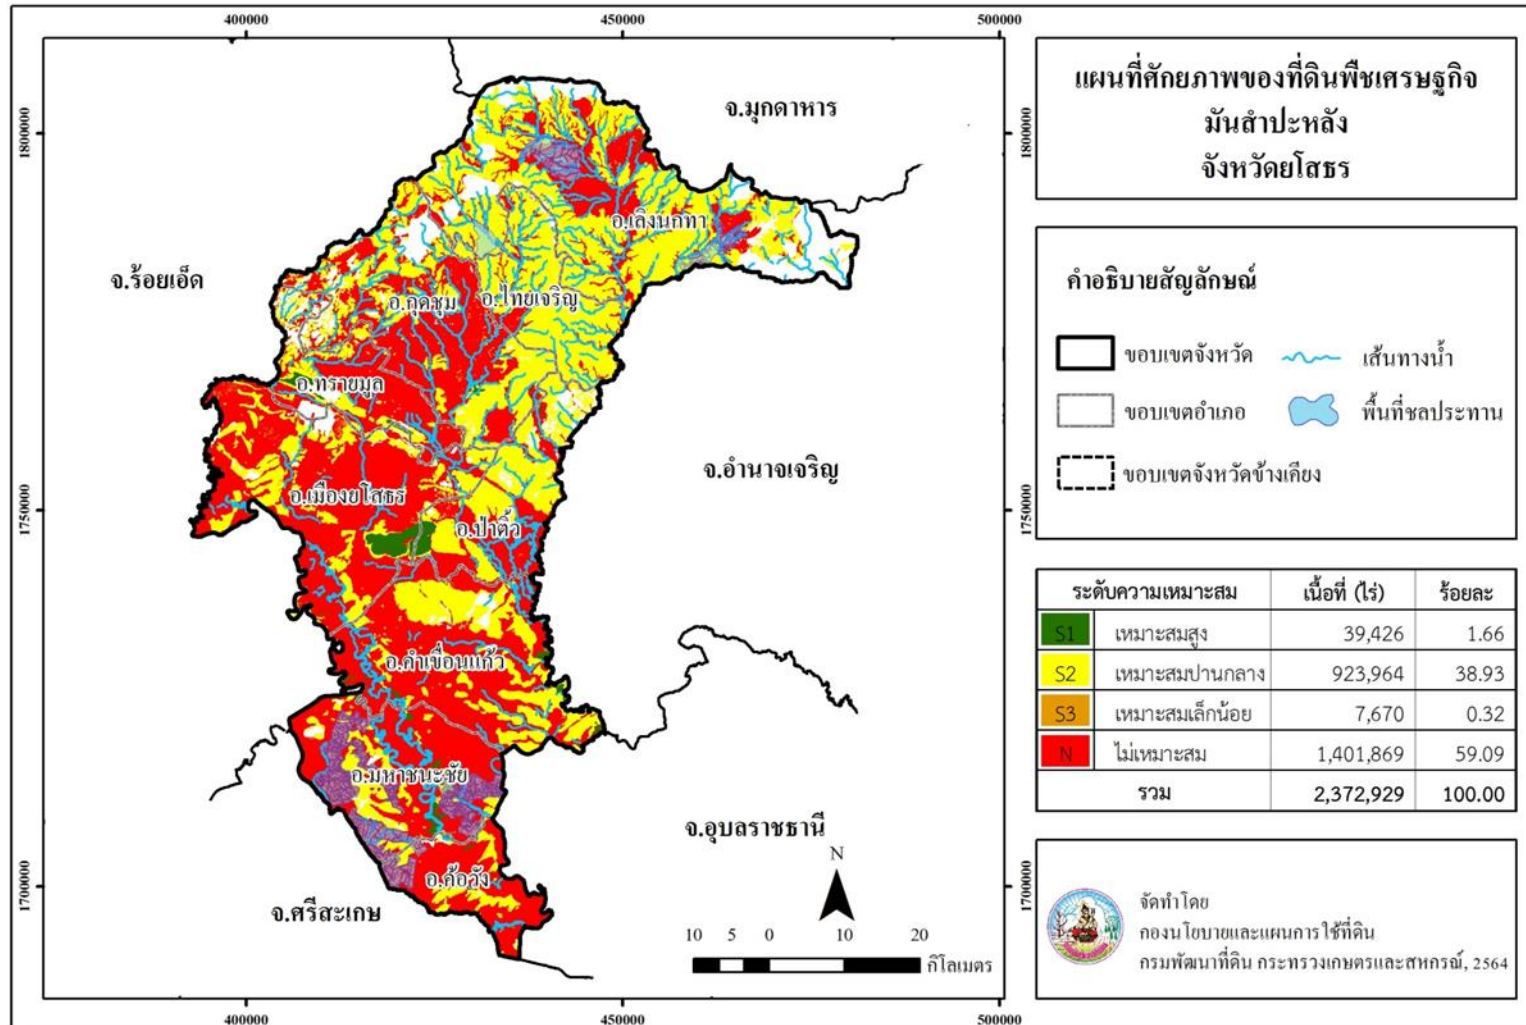 400000
450000
500000
1800000
1750000
1700000
จ.มุกดาหาร
จ.ร้อยเอ็ด
อ.เลิงนกทา
อ.กุดชุม
อ.ไทยเจริญ
อ.ทรายมูล
จ.อำนาจเจริญ
อ.เมืองยโสธร
อ.ป่าติ้ว
อ.คำเขื่อนแก้ว
อ.มหาชนะชัย
จ.อุบลราชธานี
อ.ค้อวัง
จ.ศรีสะเกษ
N
10 5 0 10 20
กิโลเมตร
1800000
1750000
1700000
400000
450000
500000
แผนที่ศักยภาพของที่ดินพืชเศรษฐกิจ
มันสำปะหลัง
จังหวัดยโสธร
คำอธิบายสัญลักษณ์
ขอบเขตจังหวัด เส้นทางน้ำ
ขอบเขตอำเภอ พื้นที่ชลประทาน
ขอบเขตจังหวัดข้างเคียง
ระดับความเหมาะสม เนื้อที่ (ไร่) ร้อยละ
S1 เหมาะสมสูง 39,426 1.66
S2 เหมาะสมปานกลาง 923,964 38.93
S3 เหมาะสมเล็กน้อย 7,670 0.32
N ไม่เหมาะสม 1,401,869 59.09
รวม 2,372,929 100.00
จัดทำโดย
กองนโยบายและแผนการใช้ที่ดิน
กรมพัฒนาที่ดิน กระทรวงเกษตรและสหกรณ์, 2564